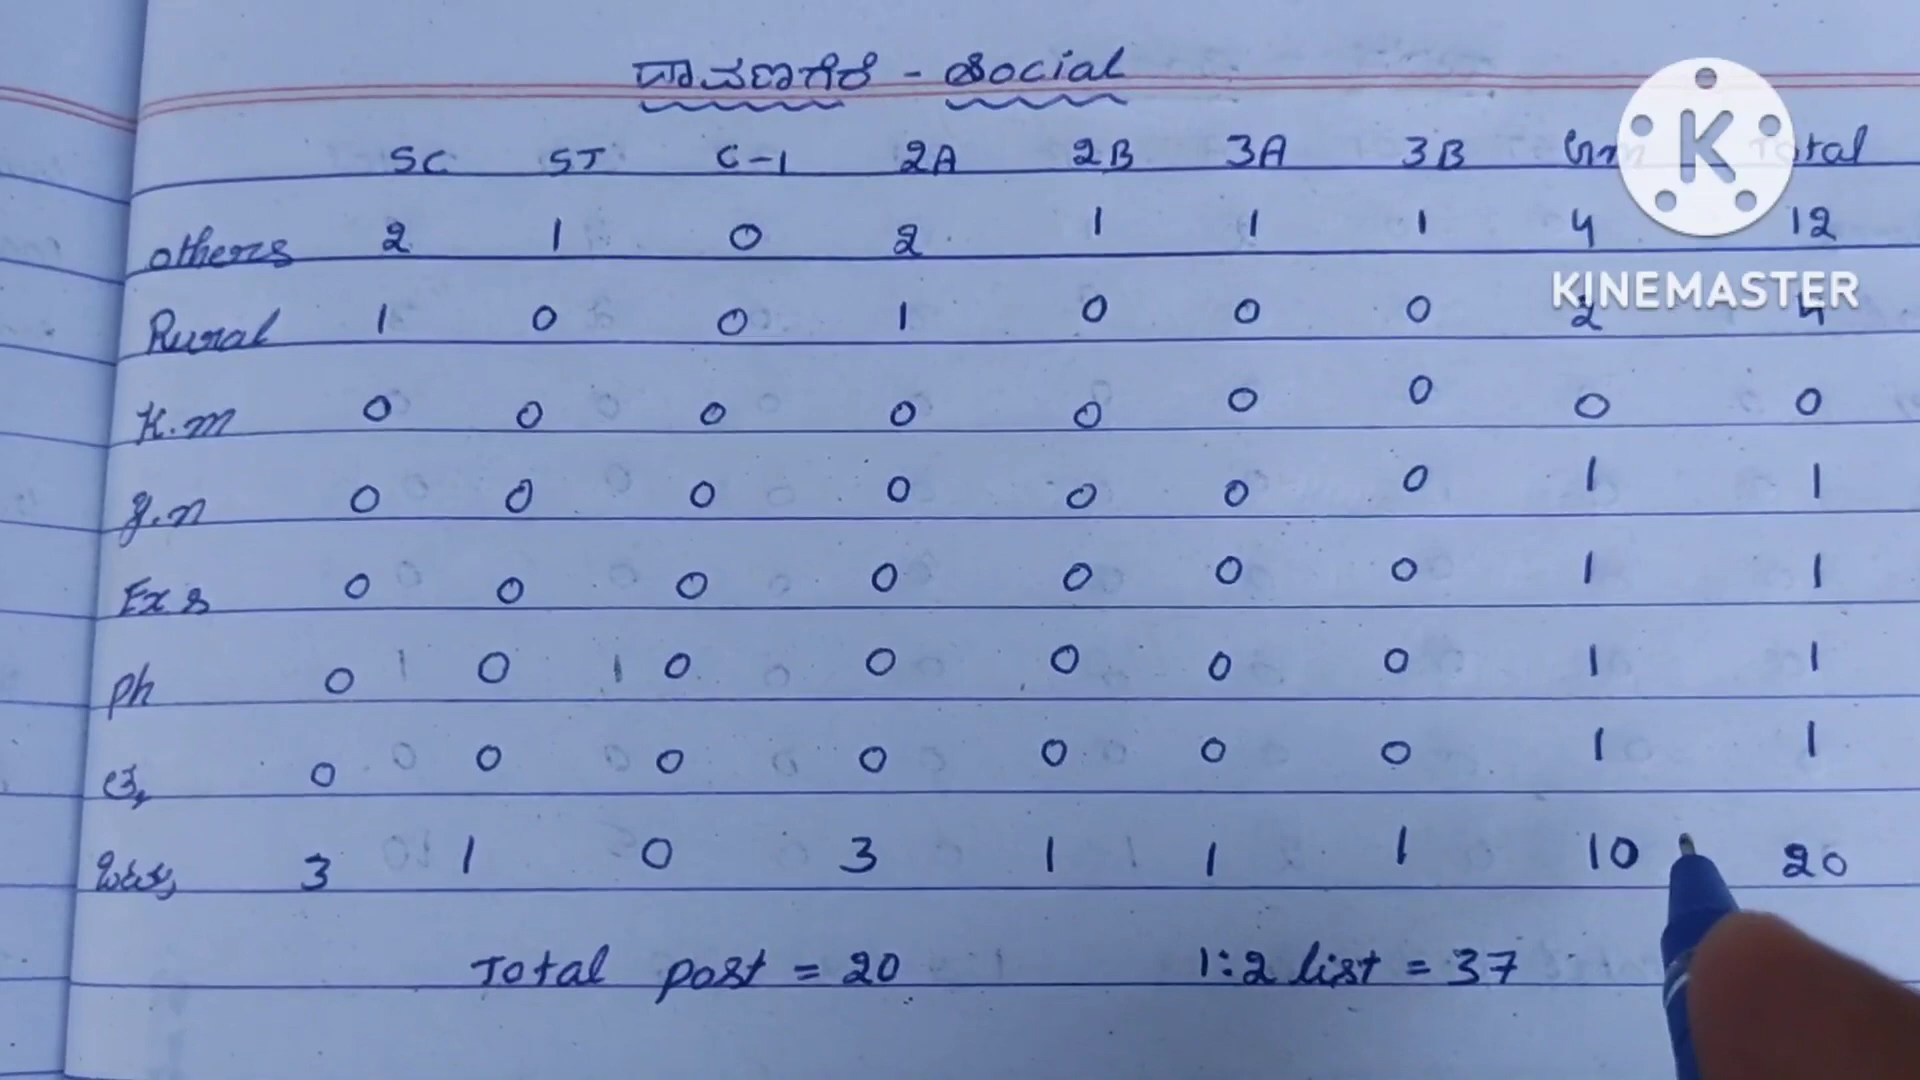 ದಾವಣಗೆರೆ - Social
SC ST C-1 2A 2B 3A 3B Gm Total
others 2 1 0 2 1 1 1 4 12
Rural 1 0 0 1 0 0 0 2 4
K.m 0 0 0 0 0 0 0 0 0
0 0 0 0 0 0 0 1 1
Ex s 0 0 0 0 0 0 0 1 1
ph 0 0 0 0 0 0 0 1 1
0 0 0 0 0 0 0 1 1
ಒಟ್ಟು 3 1 0 3 1 1 1 10 20
Total post = 20 1:2 list = 37
K
KINEMASTER